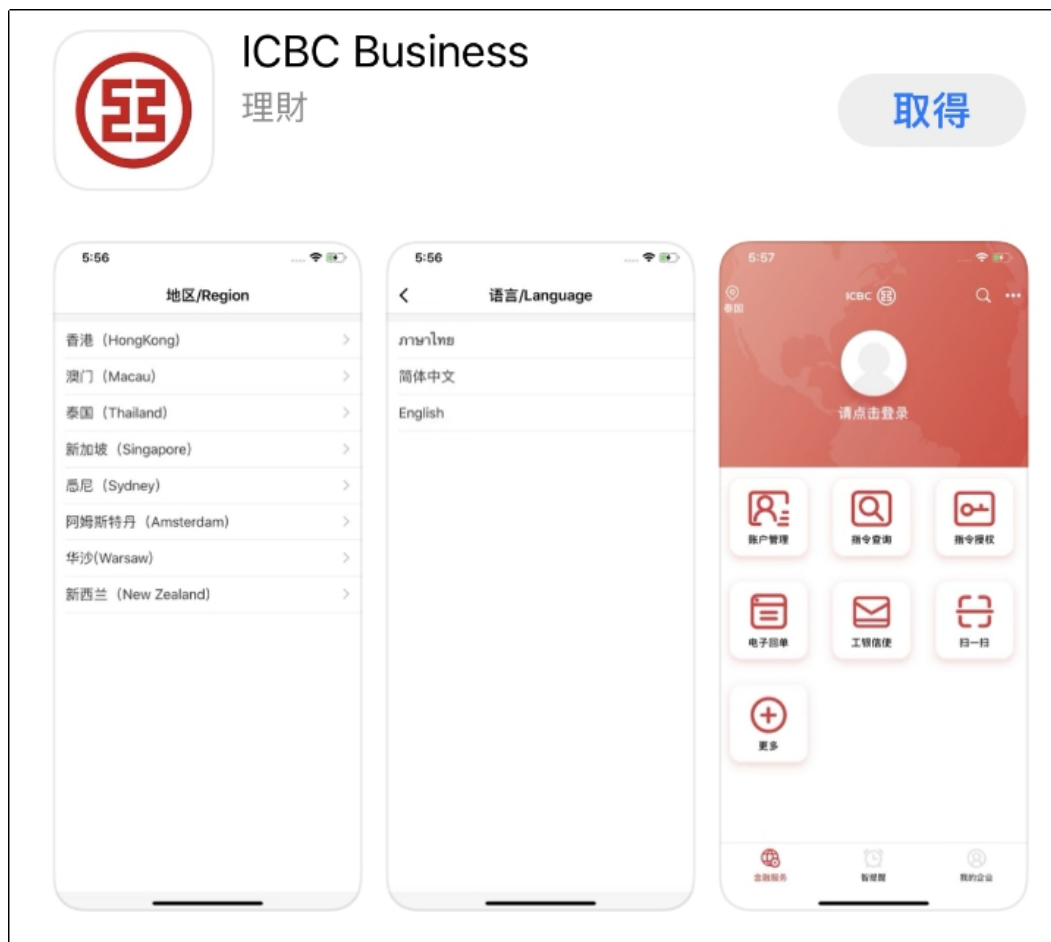 ICBC Business
理財
取得
5:56
地区/Region
香港（HongKong)
澳门（Macau)
泰国（Thailand)
新加坡（Singapore)
悉尼（Sydney)
阿姆斯特丹（Amsterdam)
华沙(Warsaw)
新西兰（New Zealand)
5:56
语言/Language
ภาษาไทย
简体中文
English
5:57
泰国
ICBC
请点击登录
账户管理
指令查询
指令授权
电子回单
工银信使
扫一扫
更多
金融服务
智提醒
我的企业